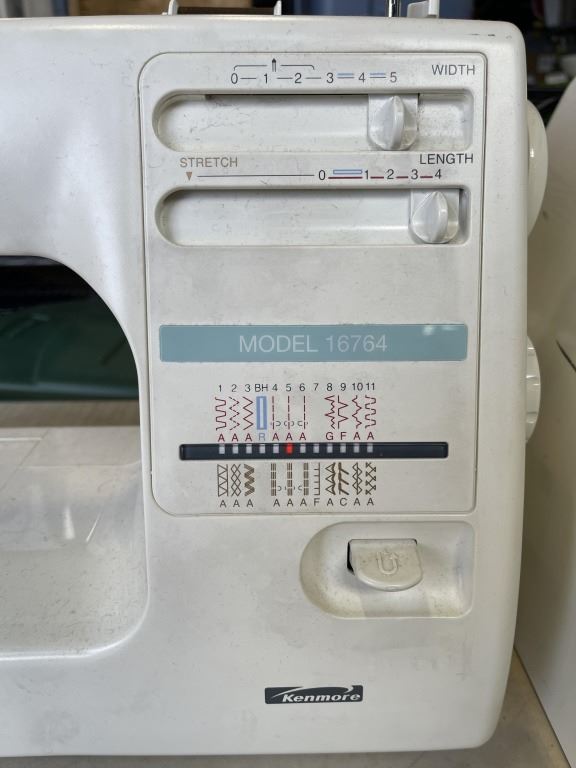 0 1 2 3 4 5 WIDTH
STRETCH LENGTH
0 1 2 3 4
MODEL 16764
1 2 3 BH 4 5 6 7 8 9 10 11
A A A R A A A G F A A
A A A A A A F A C A A
Kenmore